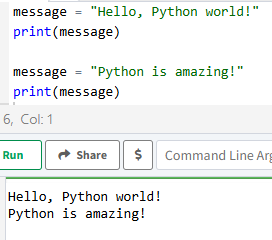 message = "Hello, Python world!"
print(message)
message = "Python is amazing!"
print(message)
6, Col: 1
Run Share $ Command Line Arg
Hello, Python world!
Python is amazing!